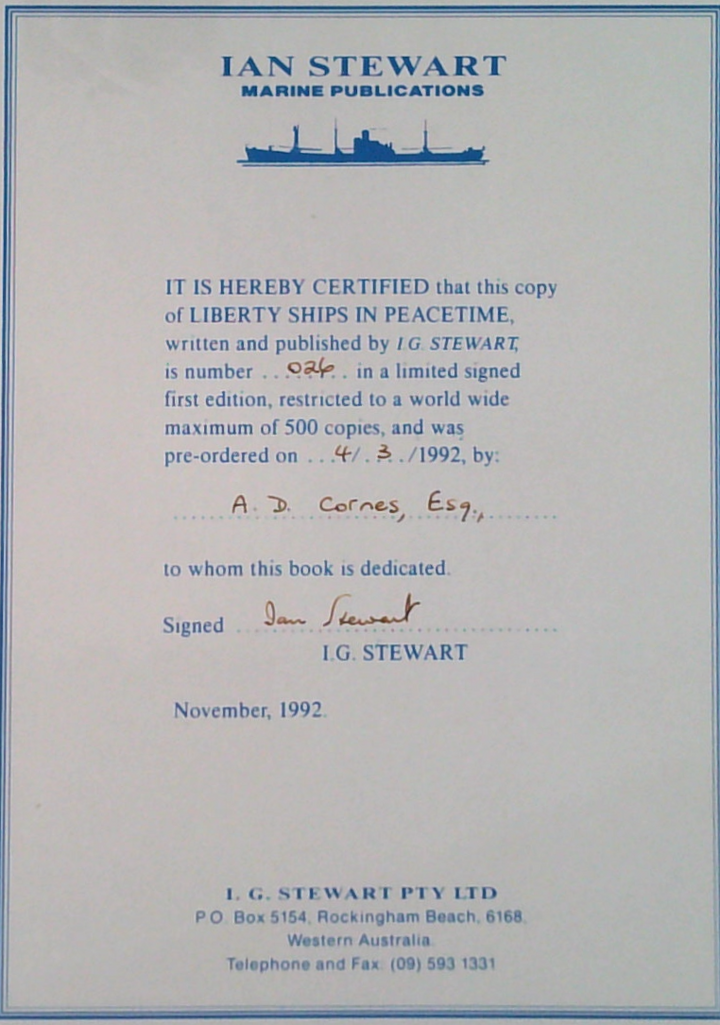 IAN STEWART
MARINE PUBLICATIONS
IT IS HEREBY CERTIFIED that this copy
of LIBERTY SHIPS IN PEACETIME,
written and published by I.G. STEWART,
is number ..026.. in a limited signed
first edition, restricted to a world wide
maximum of 500 copies, and was
pre-ordered on ...4/.3../1992, by:
A. D. Cornes, Esq.,
to whom this book is dedicated.
Signed Ian Stewart
I.G. STEWART
November, 1992.
I. G. STEWART PTY LTD
P.O. Box 5154, Rockingham Beach, 6168,
Western Australia.
Telephone and Fax: (09) 593 1331